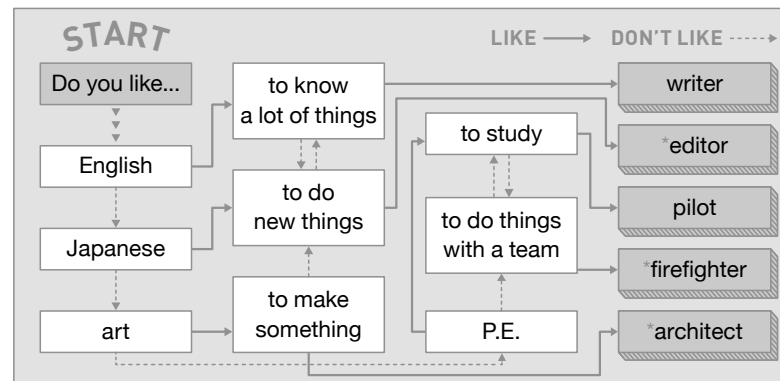 START
LIKE
DON'T LIKE
Do you like...
English
Japanese
art
to know
a lot of things
to do
new things
to make
something
to study
to do things
with a team
P.E.
writer
*editor
pilot
*firefighter
*architect